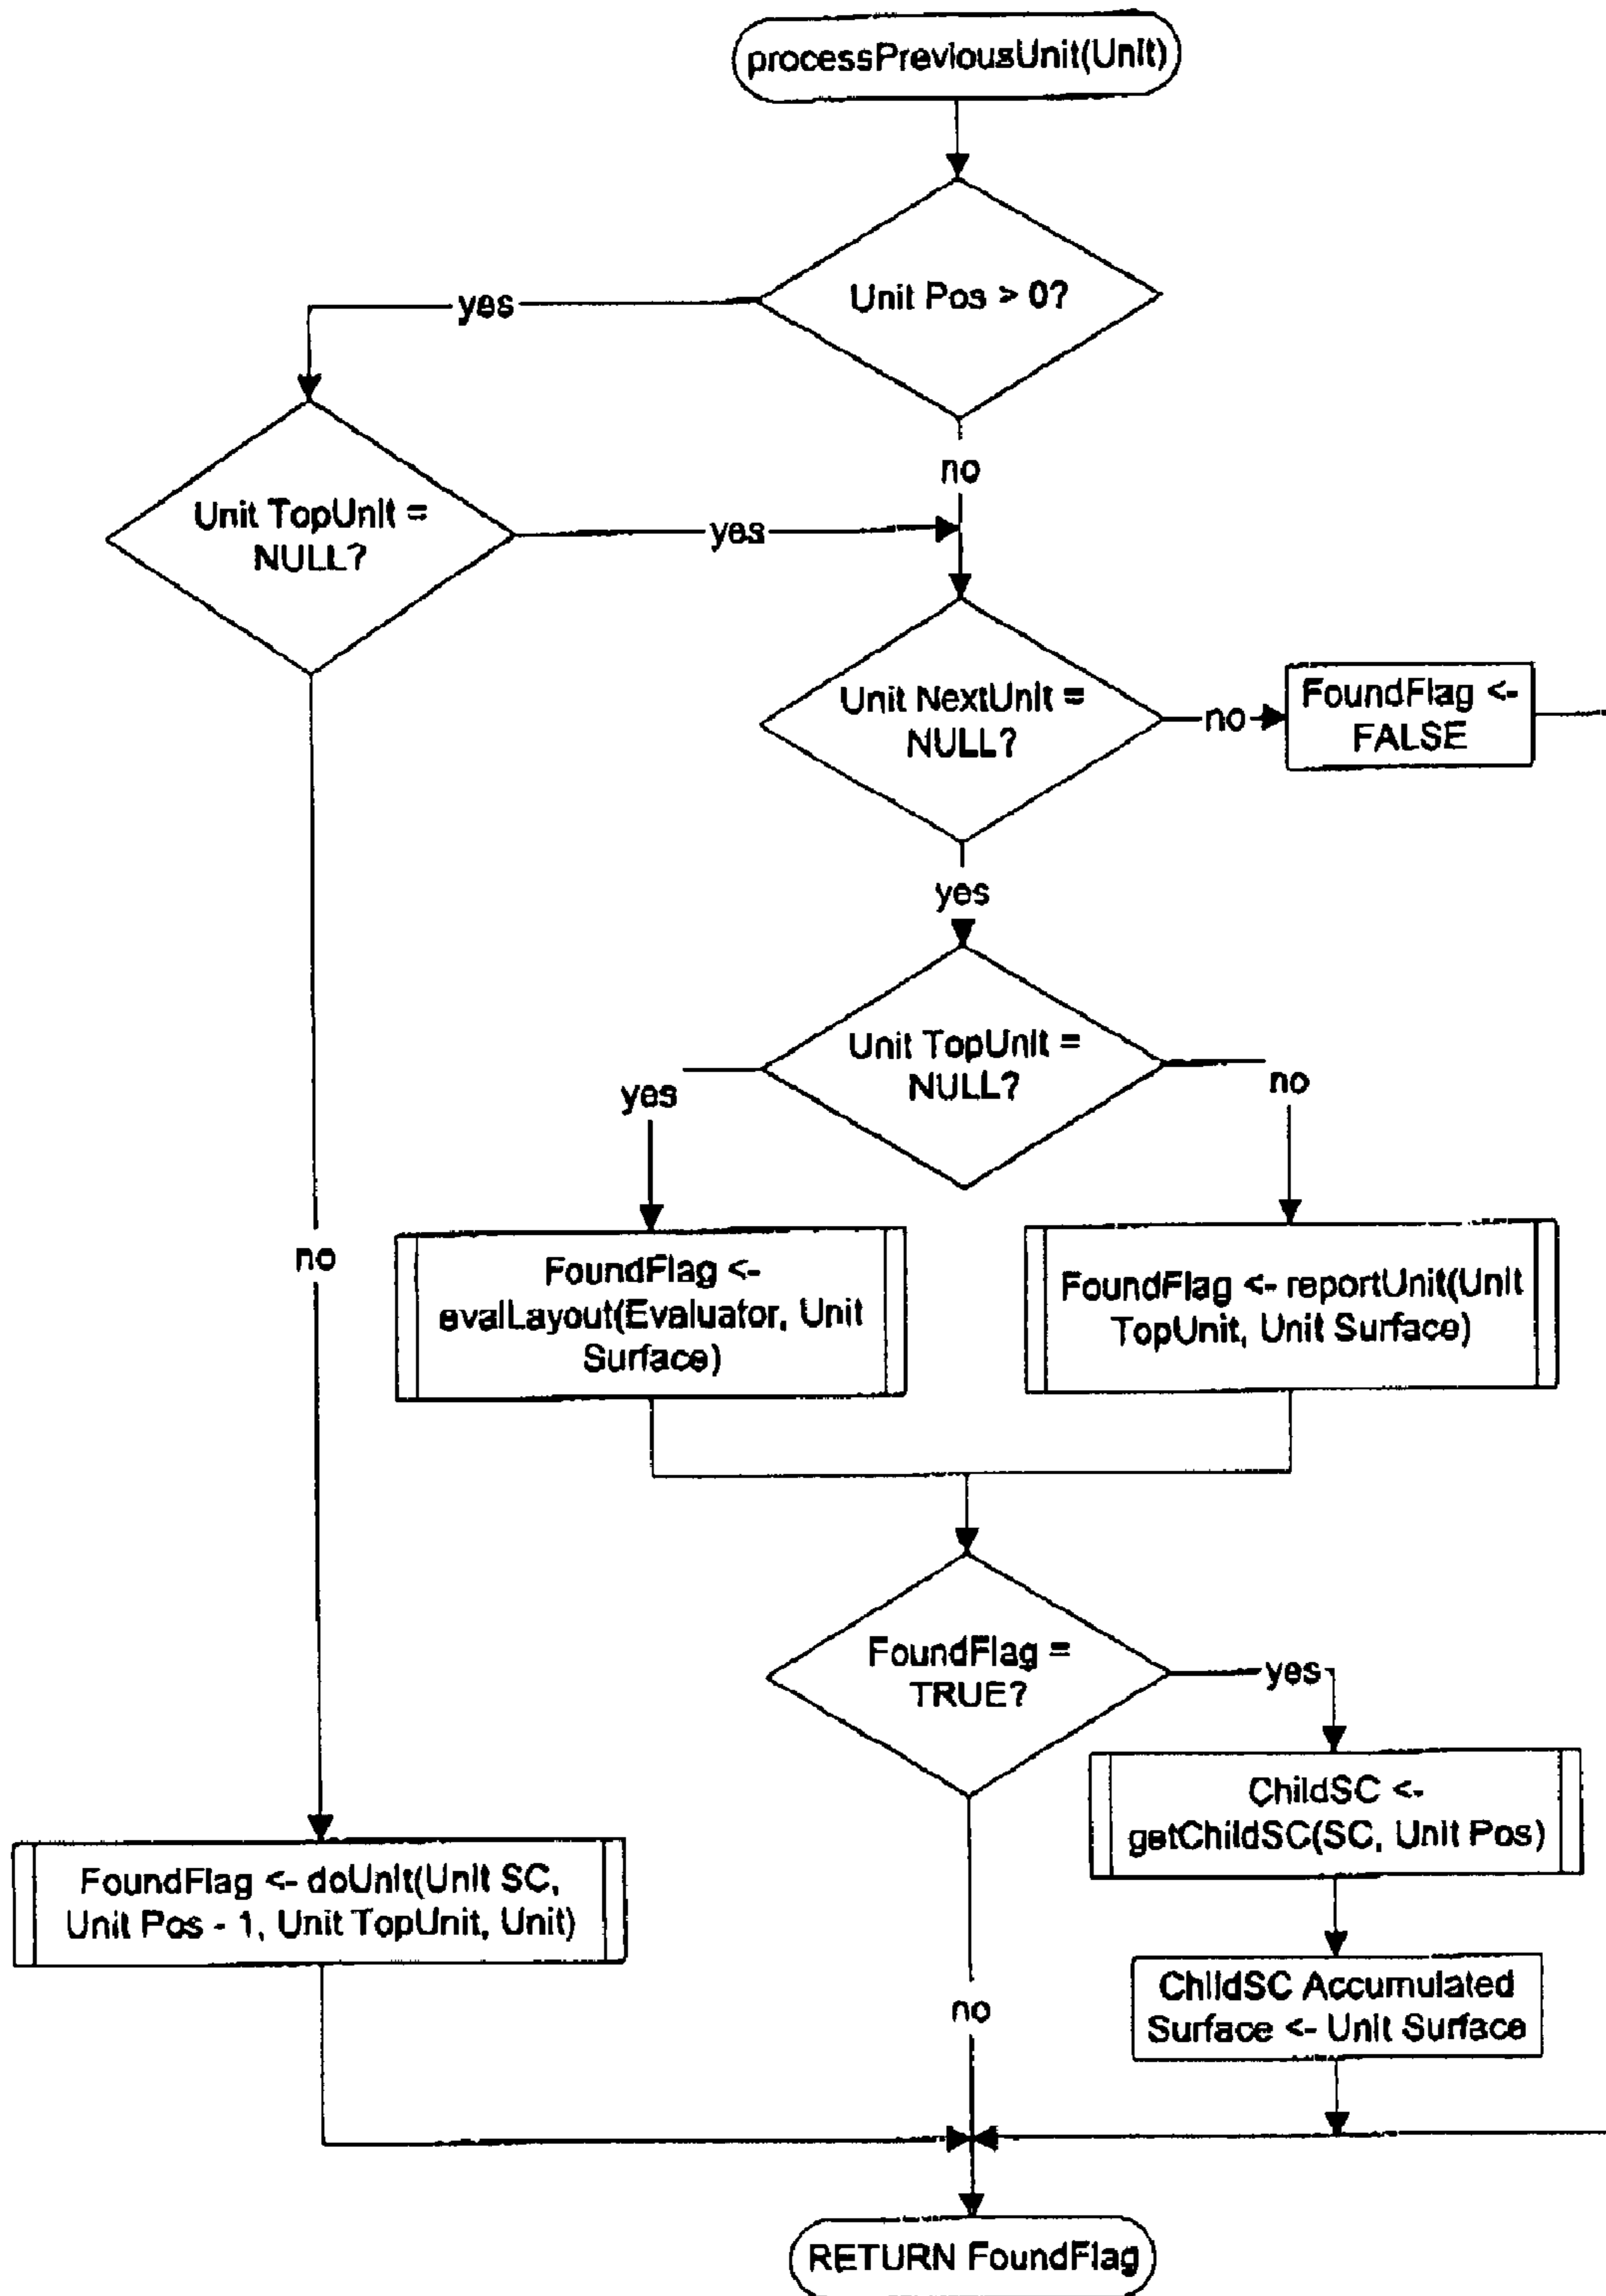 processPreviousUnit(Unit)
Unit Pos > 0?
yes
no
Unit TopUnit =
NULL?
yes
Unit NextUnit =
NULL?
no
FoundFlag <-
FALSE
yes
Unit TopUnit =
NULL?
yes
no
no
FoundFlag <-
evalLayout(Evaluator, Unit
Surface)
FoundFlag <- reportUnit(Unit
TopUnit, Unit Surface)
FoundFlag =
TRUE?
yes
ChildSC <-
getChildSC(SC, Unit Pos)
FoundFlag <- doUnit(Unit SC,
Unit Pos - 1, Unit TopUnit, Unit)
ChildSC Accumulated
Surface <- Unit Surface
no
RETURN FoundFlag